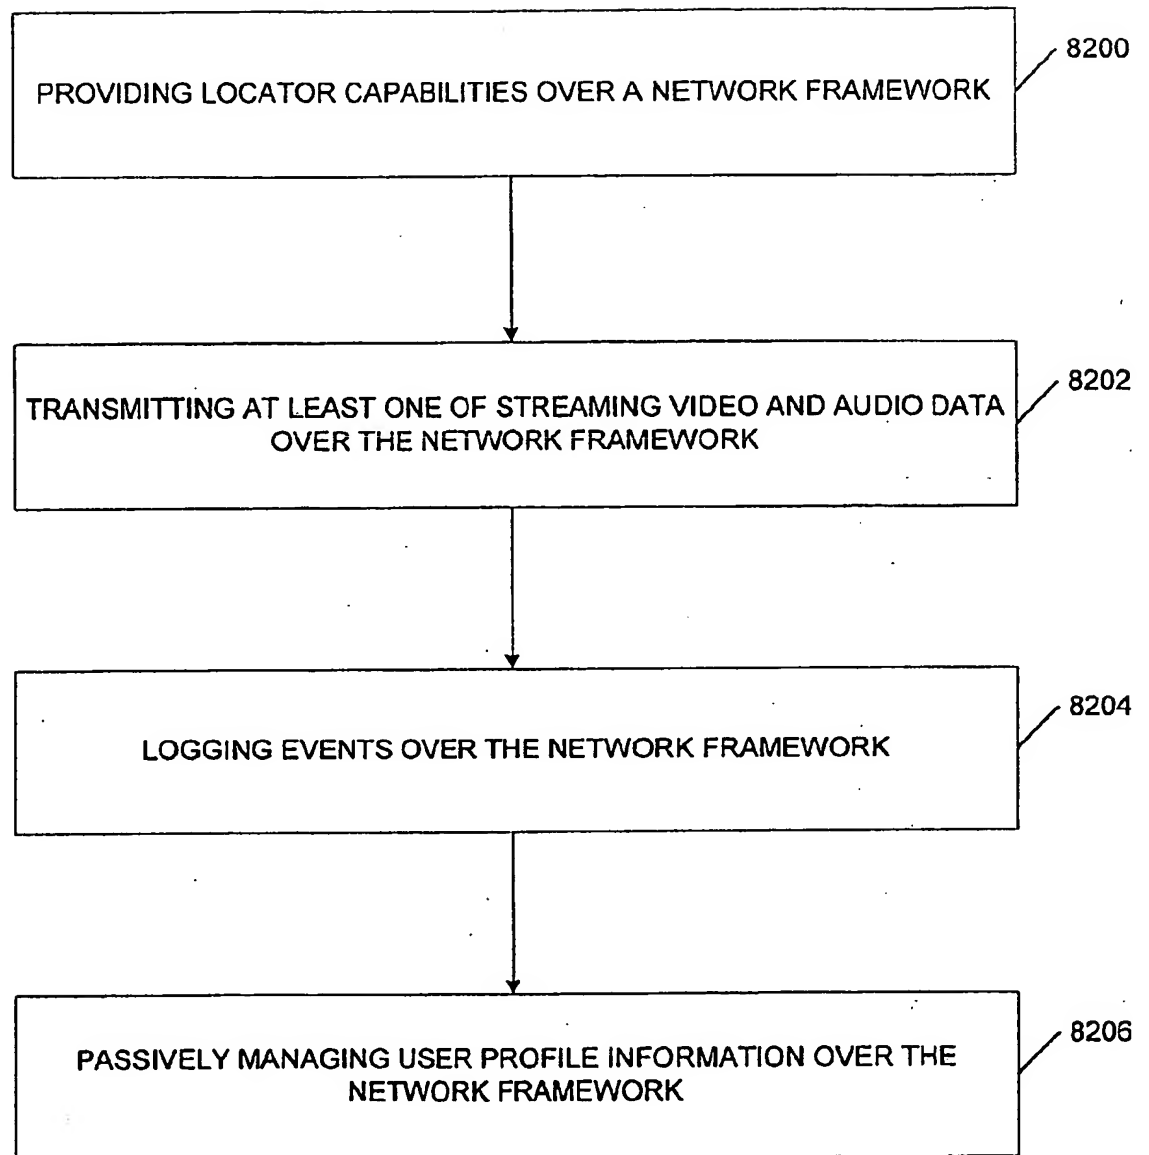 8200
PROVIDING LOCATOR CAPABILITIES OVER A NETWORK FRAMEWORK
8202
TRANSMITTING AT LEAST ONE OF STREAMING VIDEO AND AUDIO DATA
OVER THE NETWORK FRAMEWORK
8204
LOGGING EVENTS OVER THE NETWORK FRAMEWORK
8206
PASSIVELY MANAGING USER PROFILE INFORMATION OVER THE
NETWORK FRAMEWORK